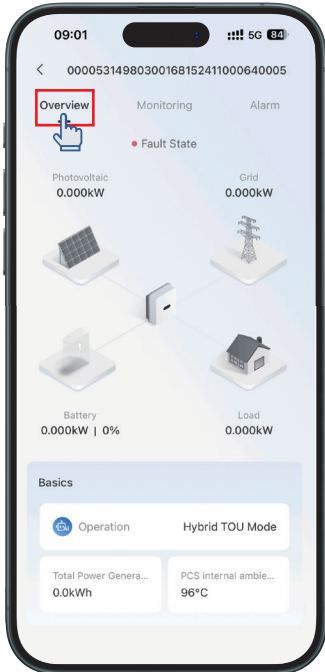 09:01 5G 84
00005314980300168152411000640005
Overview Monitoring Alarm
Fault State
Photovoltaic Grid
0.000kW 0.000kW
Battery Load
0.000kW | 0% 0.000kW
Basics
Operation Hybrid TOU Mode
Total Power Genera... PCS internal ambie...
0.0kWh 96°C